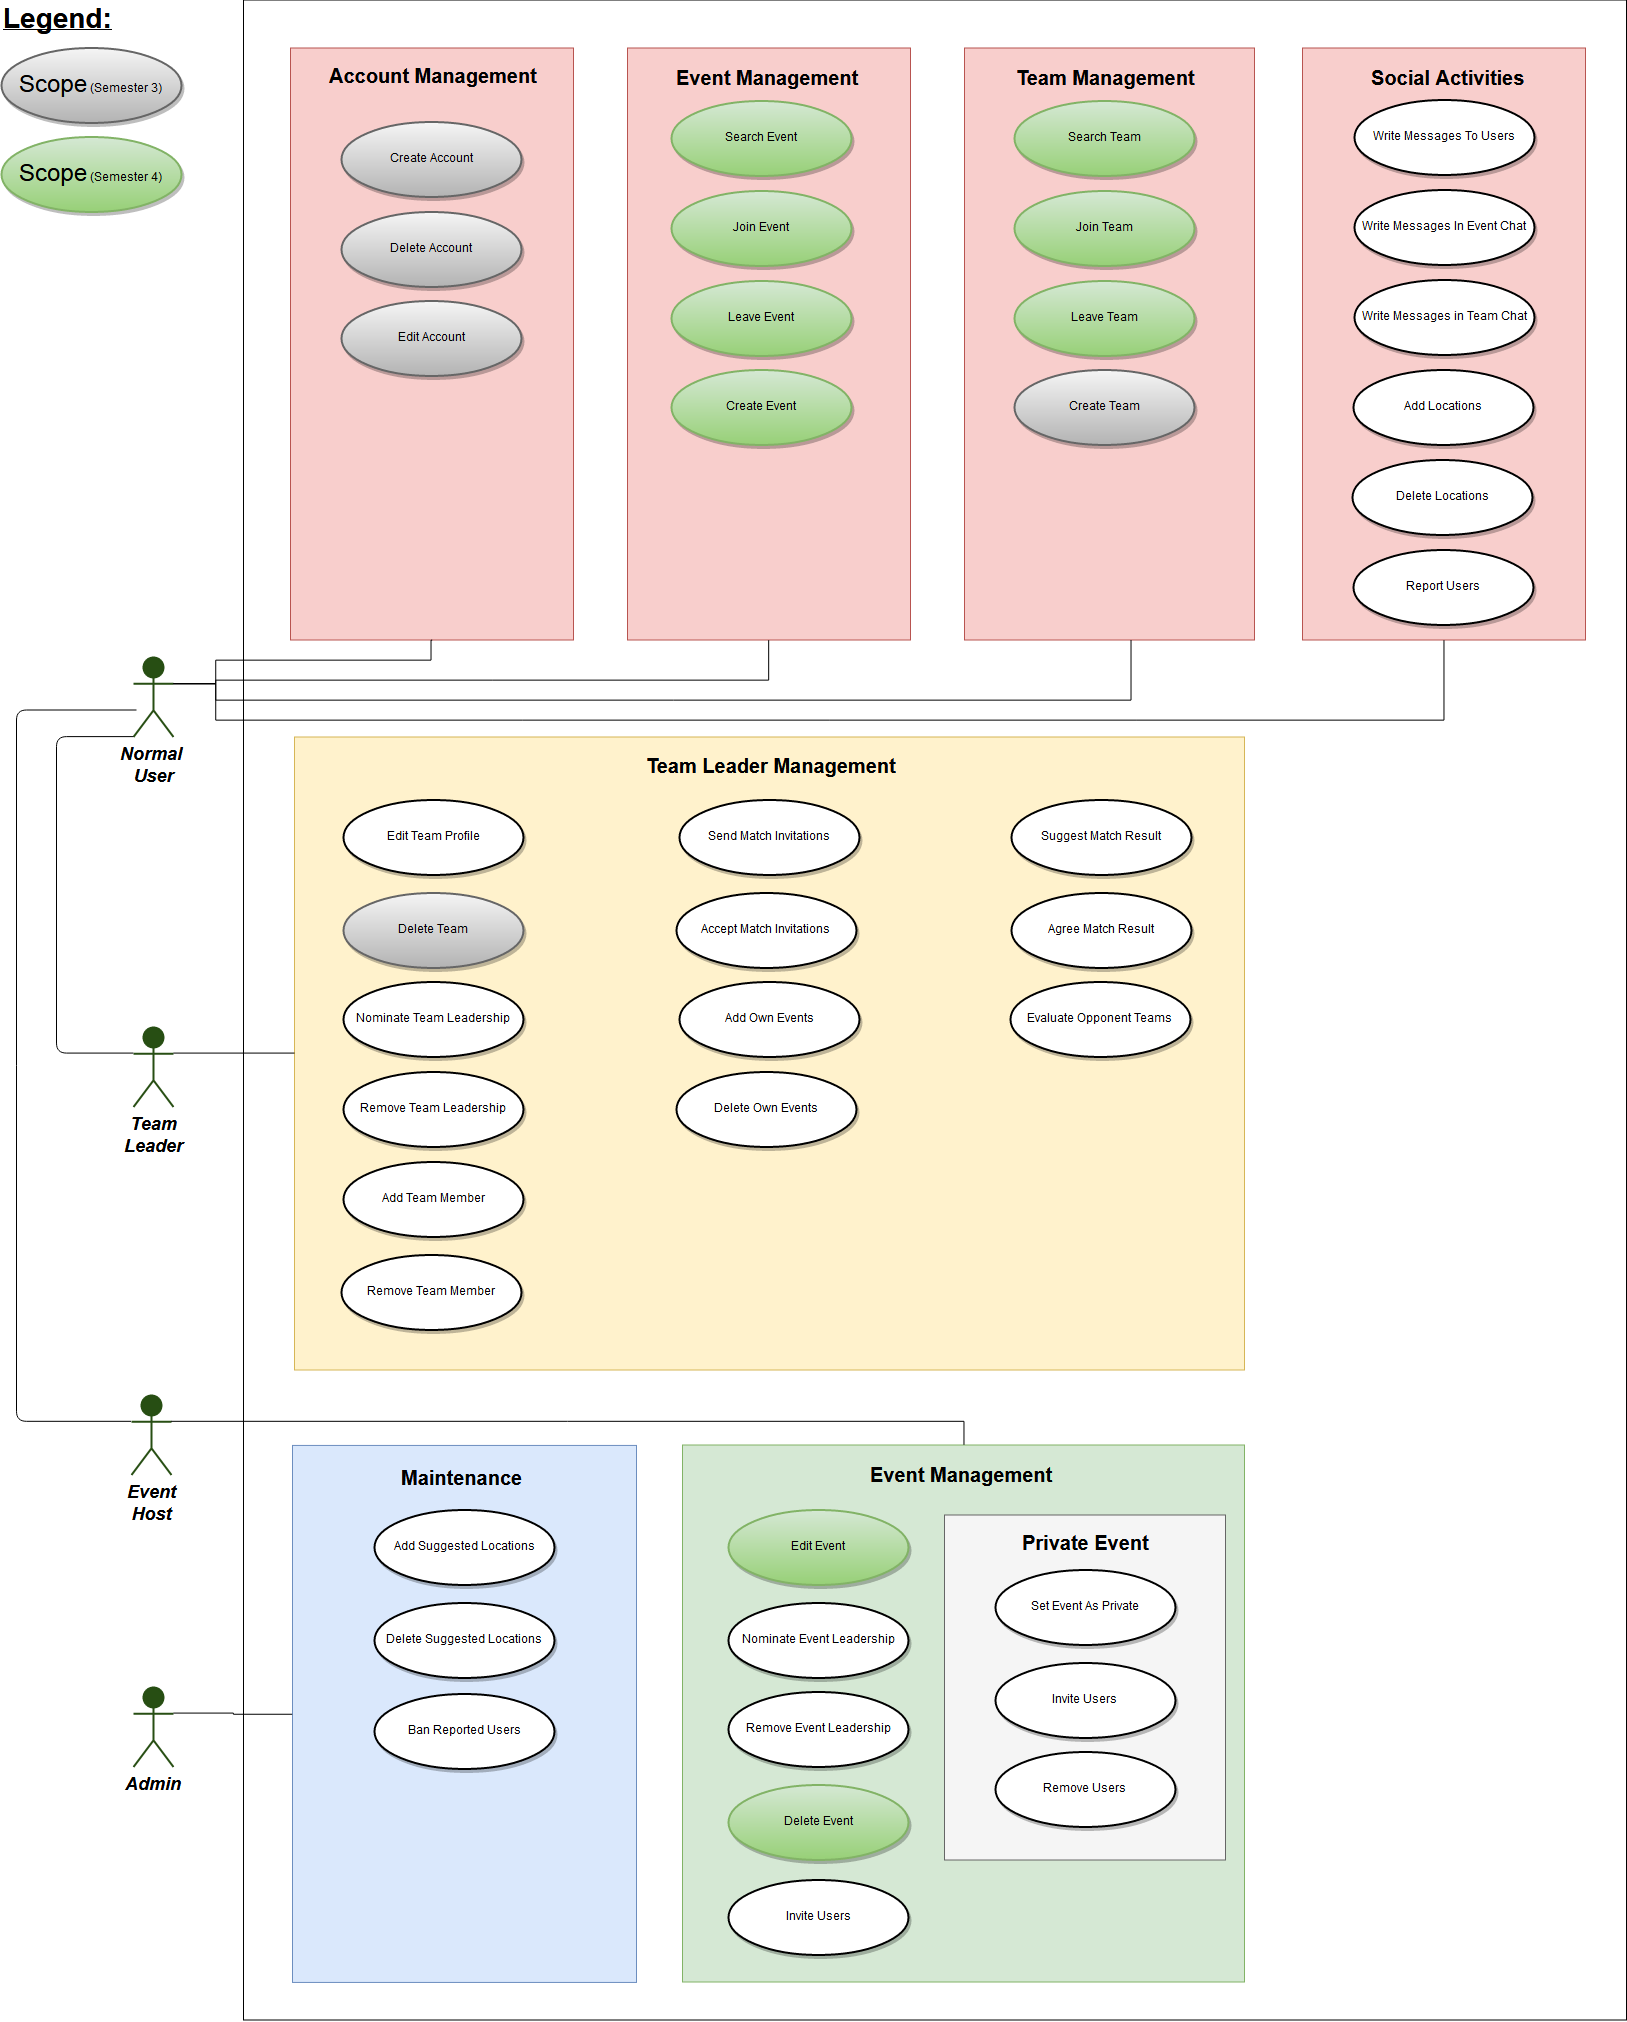 Legend:
Scope (Semester 3)
Scope (Semester 4)
Account Management
Create Account
Delete Account
Edit Account
Event Management
Search Event
Join Event
Leave Event
Create Event
Team Management
Search Team
Join Team
Leave Team
Create Team
Social Activities
Write Messages To Users
Write Messages In Event Chat
Write Messages in Team Chat
Add Locations
Delete Locations
Report Users
Normal
User
Team Leader Management
Edit Team Profile
Delete Team
Nominate Team Leadership
Remove Team Leadership
Add Team Member
Remove Team Member
Send Match Invitations
Accept Match Invitations
Add Own Events
Delete Own Events
Suggest Match Result
Agree Match Result
Evaluate Opponent Teams
Team
Leader
Event
Host
Maintenance
Add Suggested Locations
Delete Suggested Locations
Ban Reported Users
Event Management
Edit Event
Nominate Event Leadership
Remove Event Leadership
Delete Event
Invite Users
Private Event
Set Event As Private
Invite Users
Remove Users
Admin